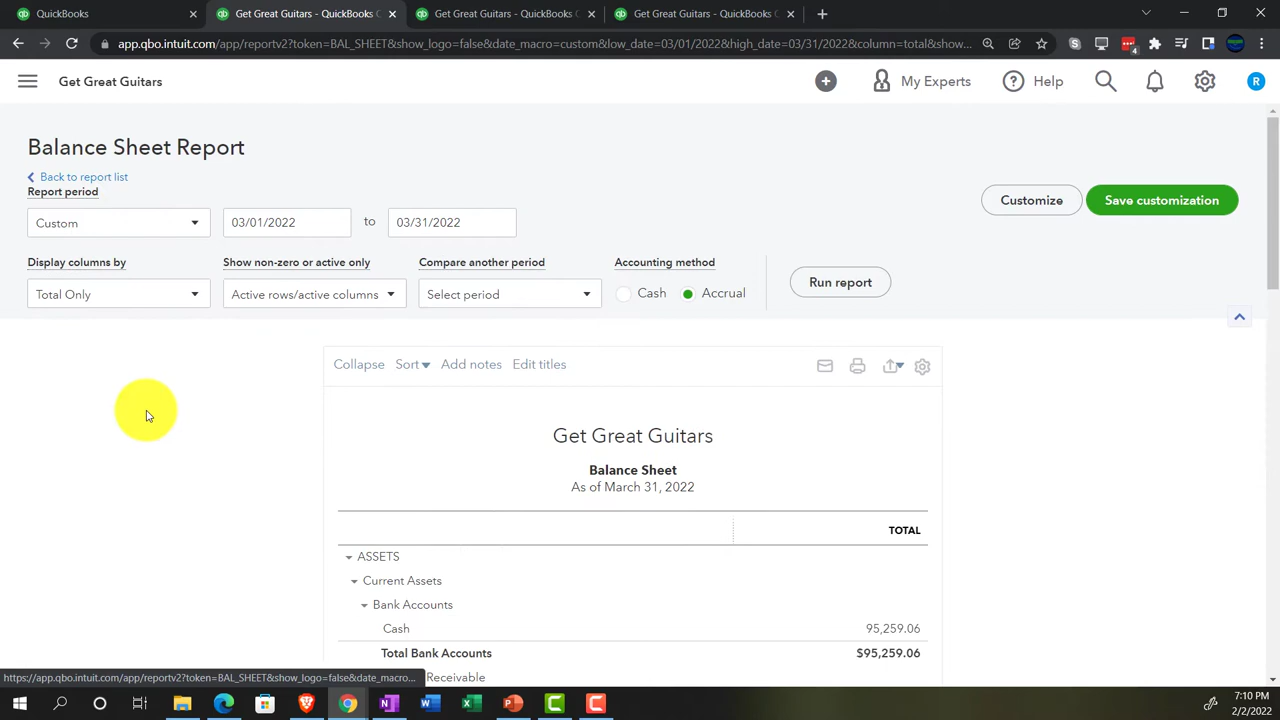 QuickBooks
Get Great Guitars - QuickBooks C
Get Great Guitars - QuickBooks C
Get Great Guitars - QuickBooks C
app.qbo.intuit.com/app/reportv2?token=BAL_SHEET&show_logo=false&date_macro=custom&low_date=03/01/2022&high_date=03/31/2022&column=total&show...
4
Get Great Guitars
My Experts
Help
R
Balance Sheet Report
Back to report list
Report period
Custom
03/01/2022
to
03/31/2022
Customize
Save customization
Display columns by
Show non-zero or active only
Compare another period
Accounting method
Total Only
Active rows/active columns
Select period
Cash
Accrual
Run report
Collapse
Sort
Add notes
Edit titles
Get Great Guitars
Balance Sheet
As of March 31, 2022
TOTAL
ASSETS
Current Assets
Bank Accounts
Cash 95,259.06
Total Bank Accounts $95,259.06
Receivable
https://app.qbo.intuit.com/app/reportv2?token=BAL_SHEET&show_logo=false&date_macro...
7:10 PM
2/2/2022